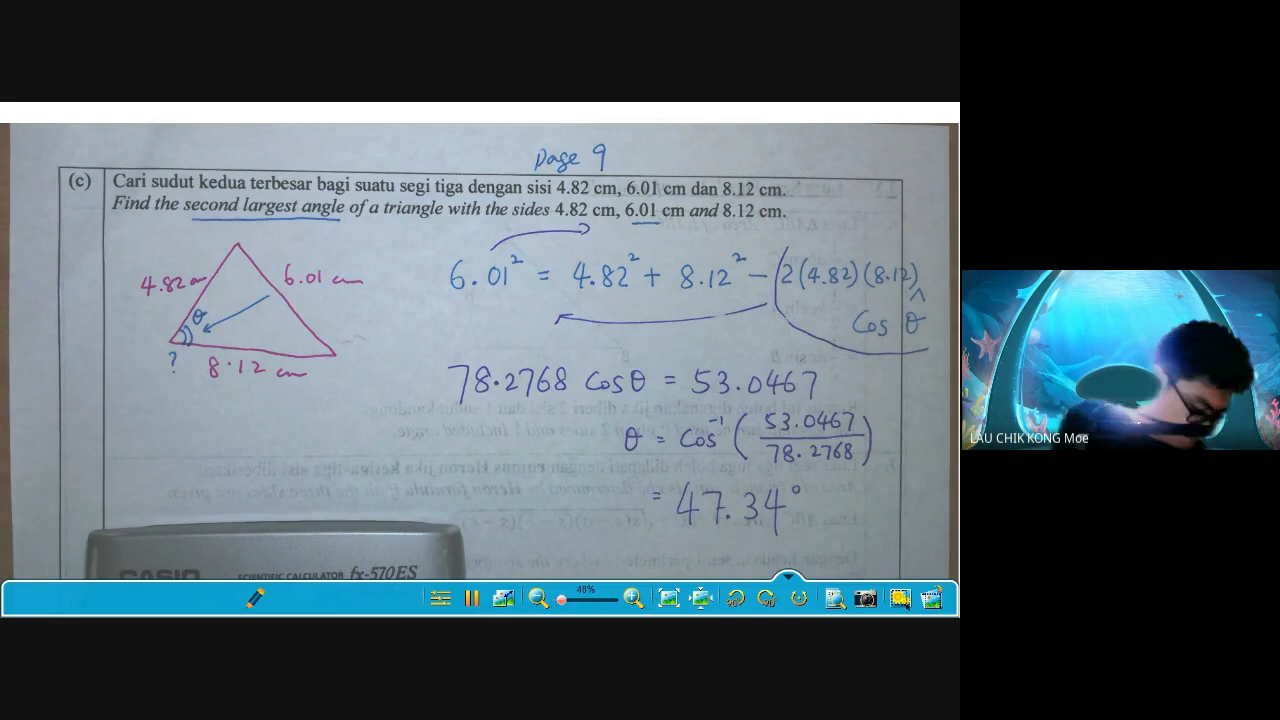 Page 9
(c) Cari sudut kedua terbesar bagi suatu segi tiga dengan sisi 4.82 cm, 6.01 cm dan 8.12 cm.
Find the second largest angle of a triangle with the sides 4.82 cm, 6.01 cm and 8.12 cm.
4.82 cm
6.01 cm
θ
?
8.12 cm
6.01² = 4.82² + 8.12² − 2(4.82)(8.12)
cos θ
78.2768 cos θ = 53.0467
θ = cos⁻¹ (53.0467/78.2768)
= 47.34°
LAU CHIK KONG Moe
CASIO SCIENTIFIC CALCULATOR fx-570ES
48%